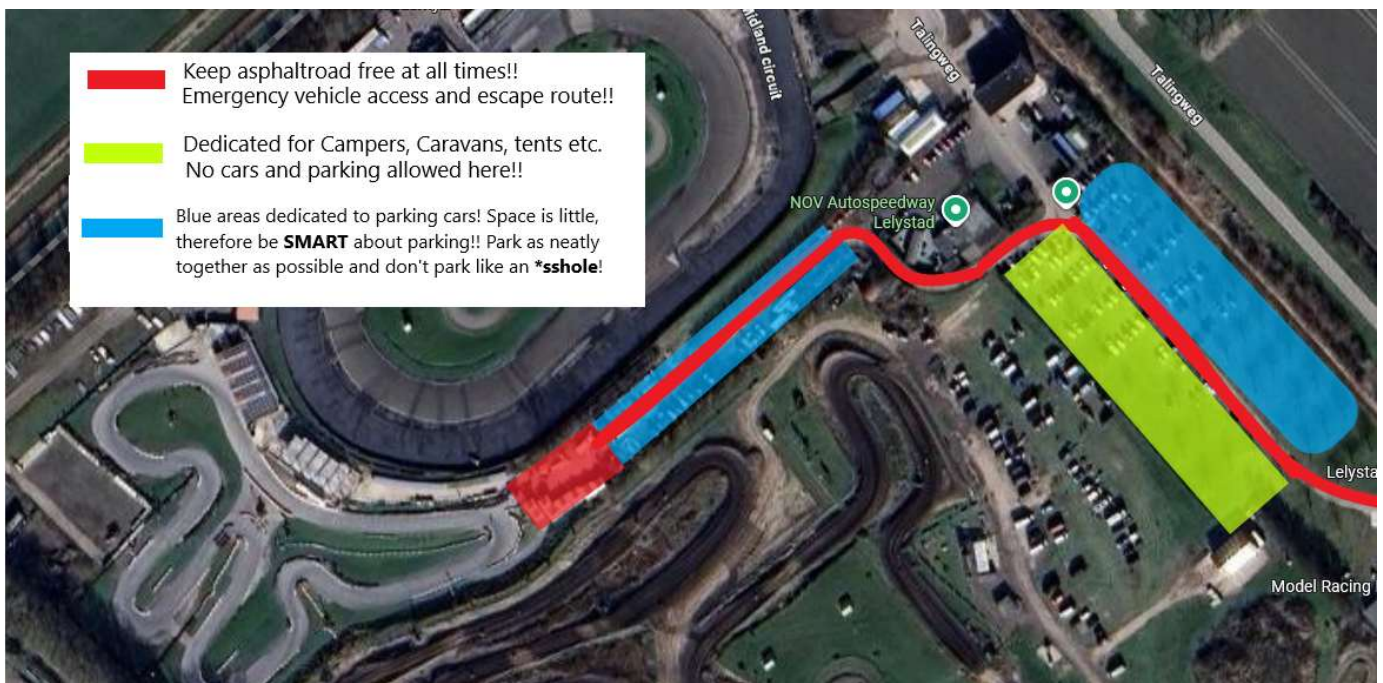 Midland circuit
Talingweg
Talingweg
Keep asphaltroad free at all times!!
Emergency vehicle access and escape route!!
Dedicated for Campers, Caravans, tents etc.
No cars and parking allowed here!!
Blue areas dedicated to parking cars! Space is little,
therefore be SMART about parking!! Park as neatly
together as possible and don't park like an *sshole!
NOV Autospeedway
Lelystad
Lelysta
Model Racing